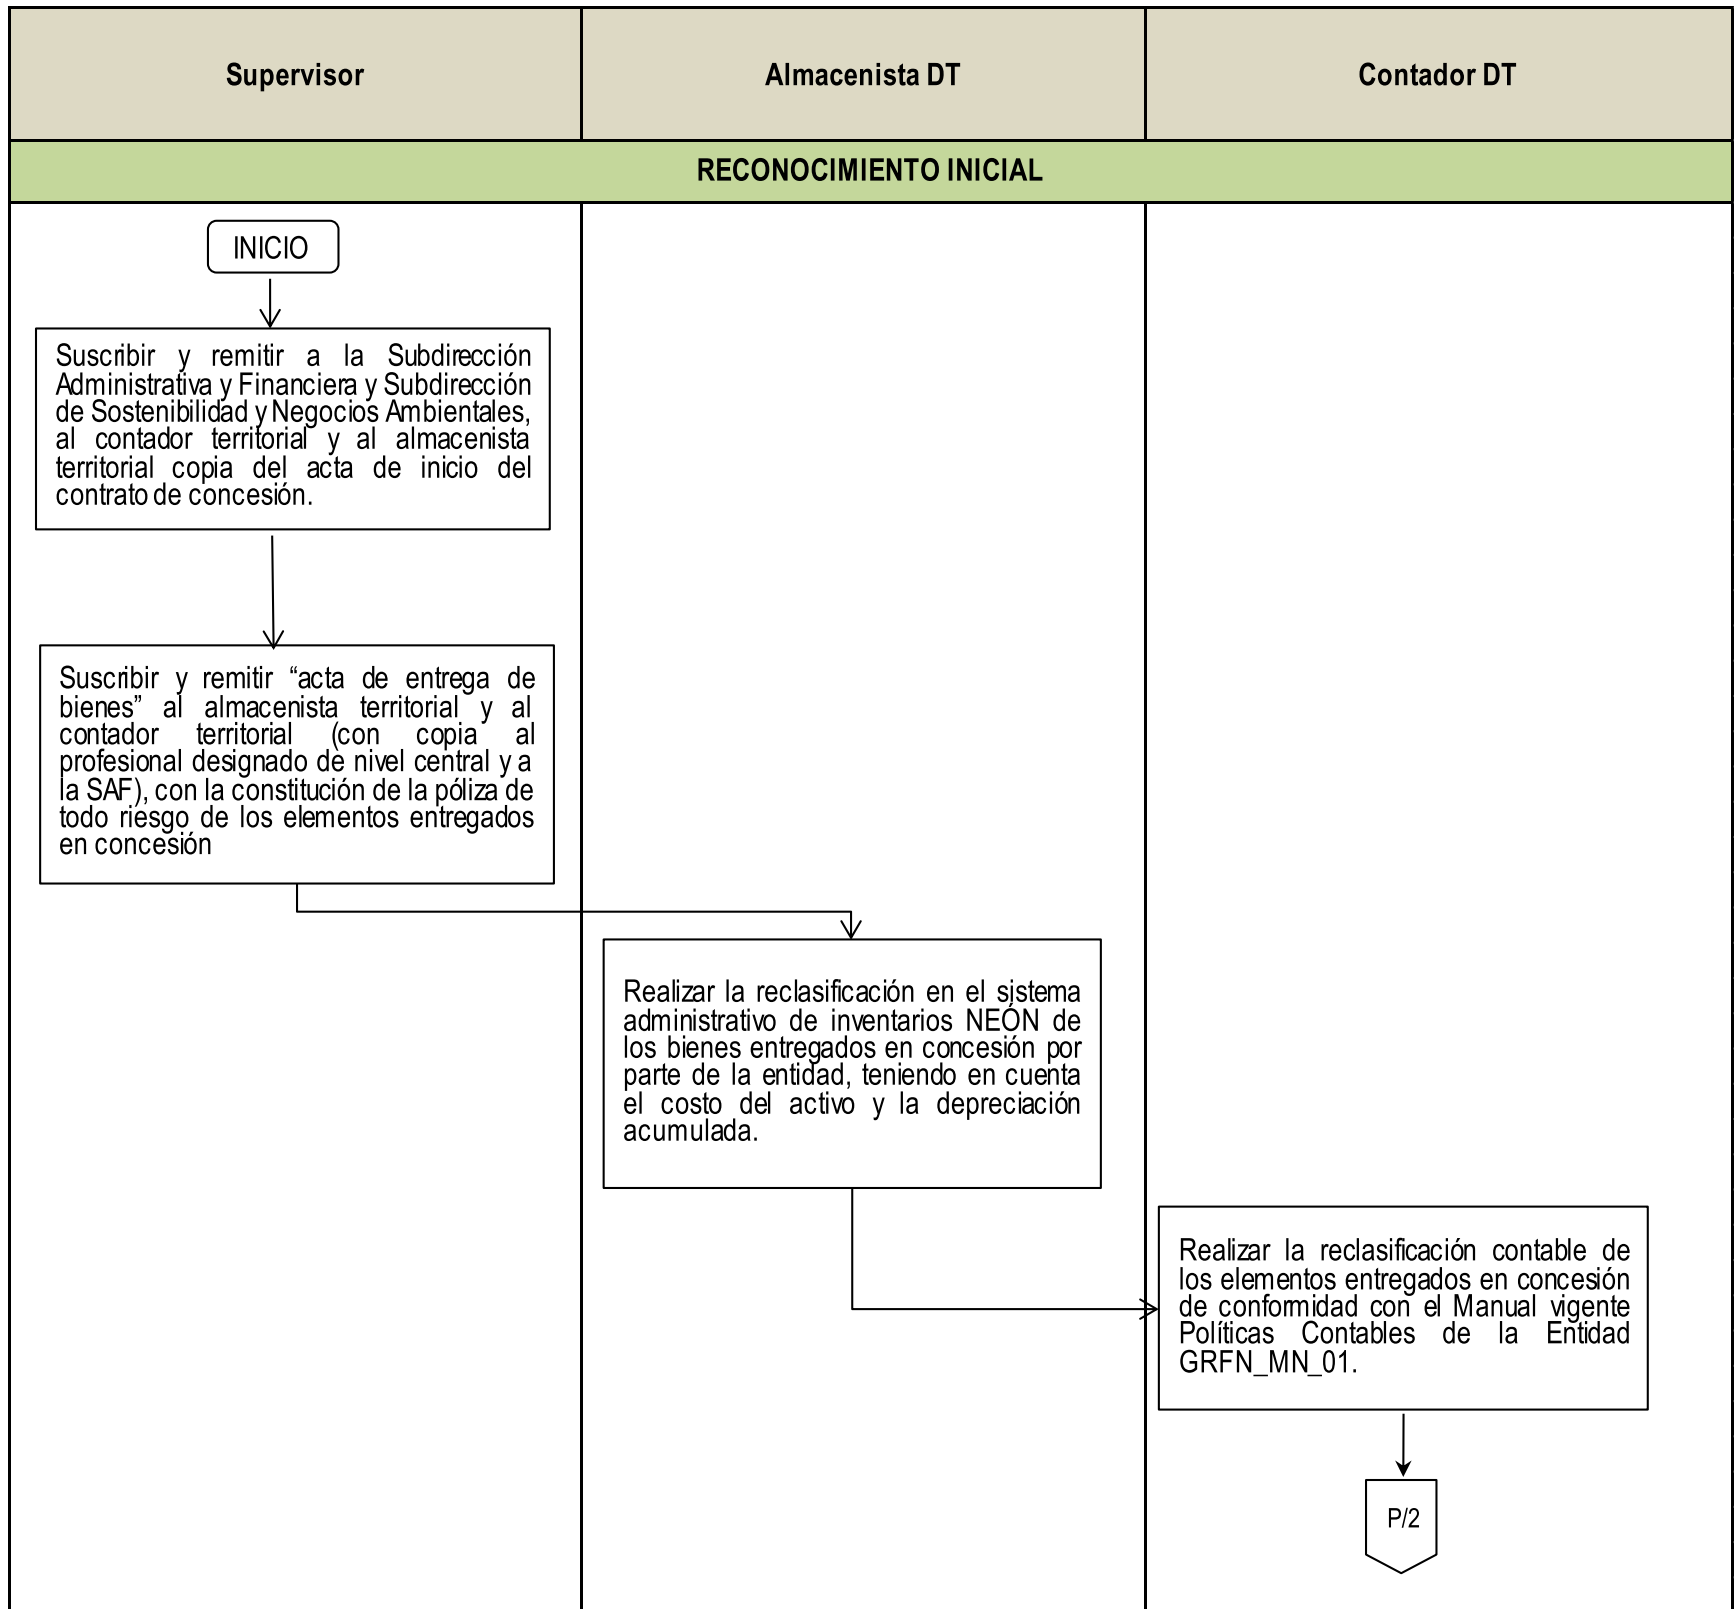 Supervisor
Almacenista DT
Contador DT
RECONOCIMIENTO INICIAL
INICIO
Suscribir y remitir a la Subdirección
Administrativa y Financiera y Subdirección
de Sostenibilidad y Negocios Ambientales,
al contador territorial y al almacenista
territorial copia del acta de inicio del
contrato de concesión.
Suscribir y remitir “acta de entrega de
bienes” al almacenista territorial y al
contador territorial (con copia al
profesional designado de nivel central y a
la SAF), con la constitución de la póliza de
todo riesgo de los elementos entregados
en concesión
Realizar la reclasificación en el sistema
administrativo de inventarios NEÓN de
los bienes entregados en concesión por
parte de la entidad, teniendo en cuenta
el costo del activo y la depreciación
acumulada.
Realizar la reclasificación contable de
los elementos entregados en concesión
de conformidad con el Manual vigente
Políticas Contables de la Entidad
GRFN_MN_01.
P/2